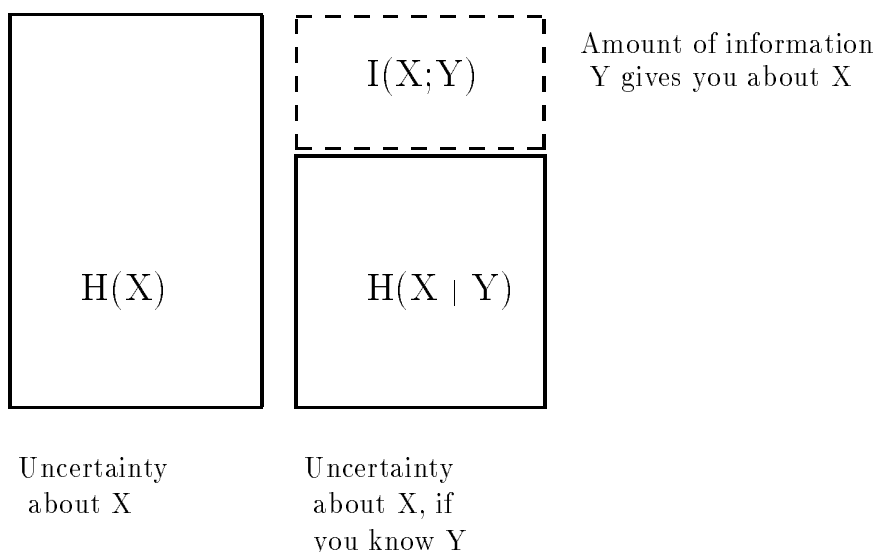 I(X;Y)
Amount of information
Y gives you about X
H(X)
H(X | Y)
Uncertainty
about X
Uncertainty
about X, if
you know Y